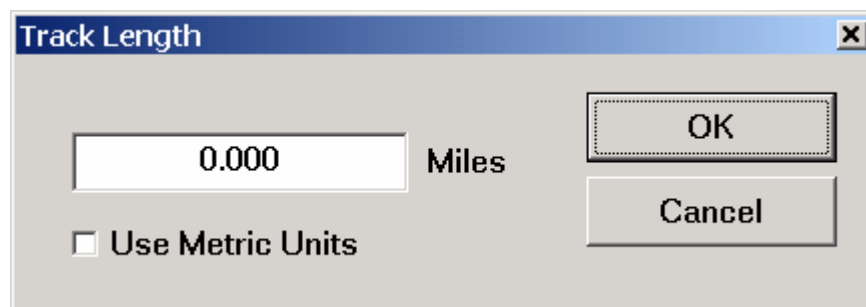 Track Length
0.000 Miles
Use Metric Units
OK
Cancel